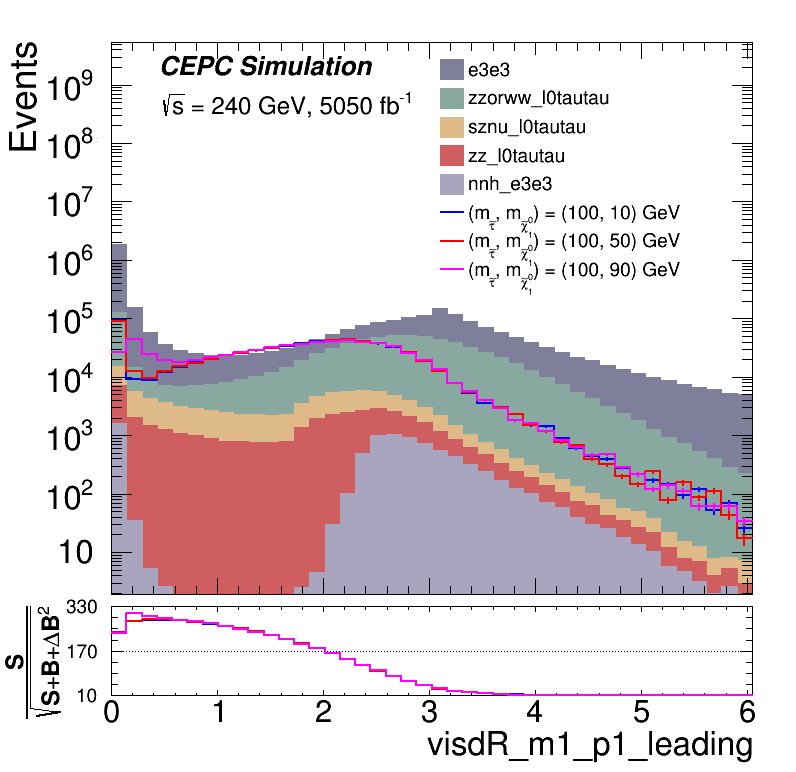 CEPC Simulation
√s = 240 GeV, 5050 fb⁻¹
e3e3
zzorww_l0tautau
sznu_l0tautau
zz_l0tautau
nnh_e3e3
(m_τ̃, m_χ̃₁⁰) = (100, 10) GeV
(m_τ̃, m_χ̃₁⁰) = (100, 50) GeV
(m_τ̃, m_χ̃₁⁰) = (100, 90) GeV
Events
10⁹
10⁸
10⁷
10⁶
10⁵
10⁴
10³
10²
10
S
√S+B+ΔB²
330
170
10
0 1 2 3 4 5 6
visdR_m1_p1_leading